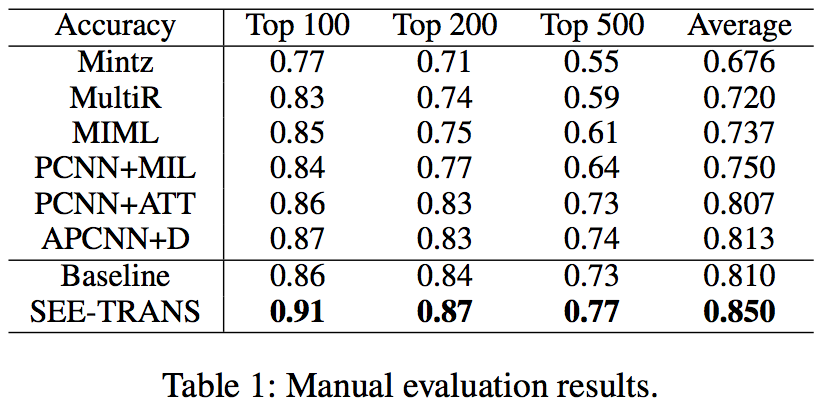 Accuracy Top 100 Top 200 Top 500 Average
Mintz 0.77 0.71 0.55 0.676
MultiR 0.83 0.74 0.59 0.720
MIML 0.85 0.75 0.61 0.737
PCNN+MIL 0.84 0.77 0.64 0.750
PCNN+ATT 0.86 0.83 0.73 0.807
APCNN+D 0.87 0.83 0.74 0.813
Baseline 0.86 0.84 0.73 0.810
SEE-TRANS 0.91 0.87 0.77 0.850
Table 1: Manual evaluation results.